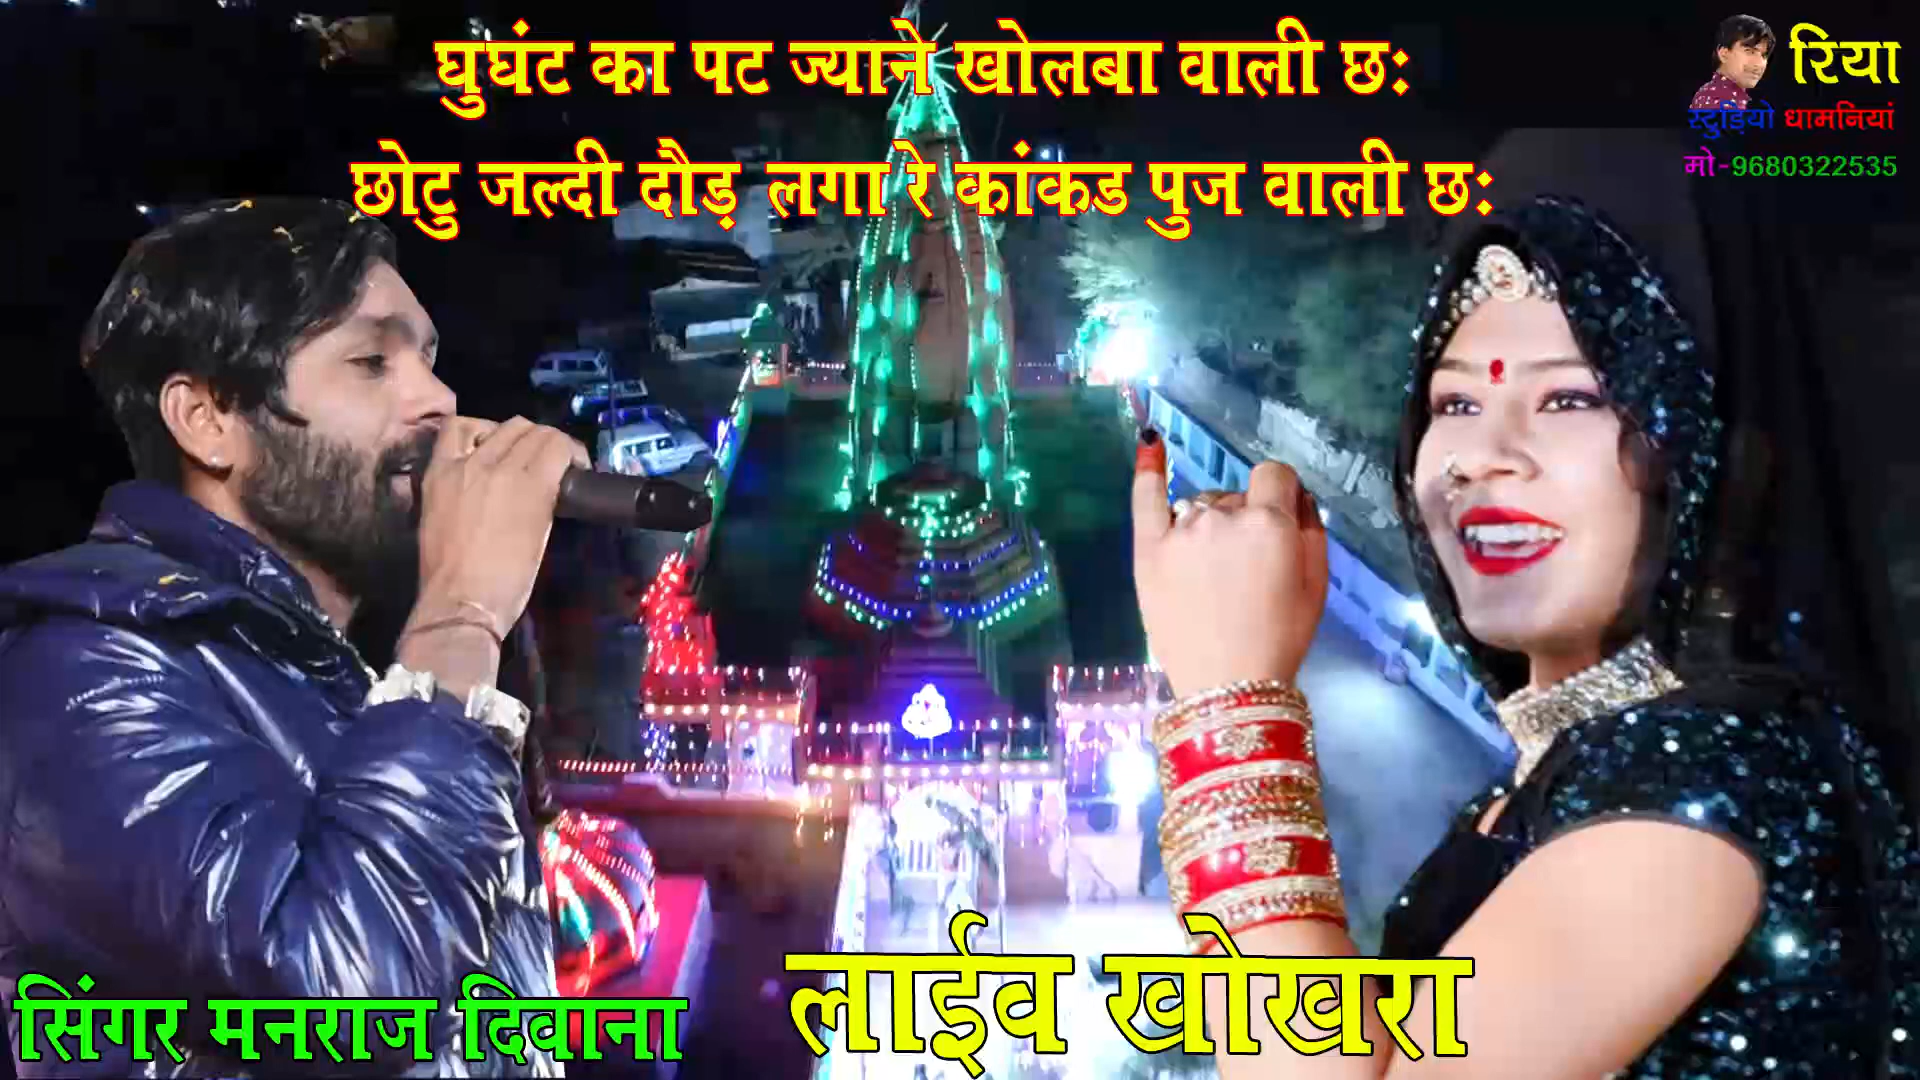 घुघंट का पट ज्याने खोलबा वाली छः
छोटु जल्दी दौड़ लगा रे कांकड पुज वाली छः
रिया
स्टुड़ियो धामनियां
मो-9680322535
सिंगर मनराज दिवाना
लाईव खोखरा